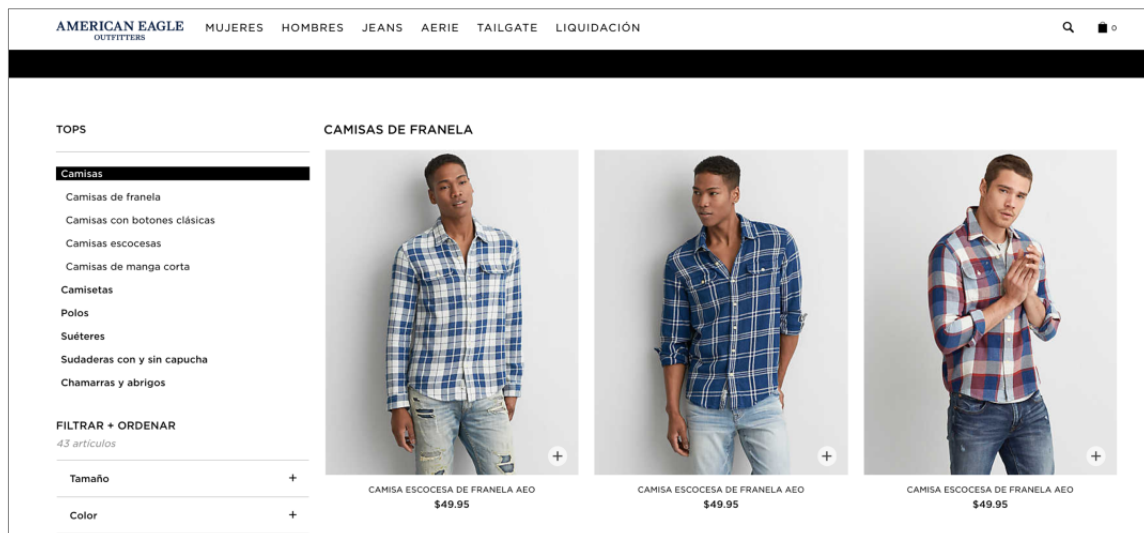 AMERICAN EAGLE
OUTFITTERS
MUJERES HOMBRES JEANS AERIE TAILGATE LIQUIDACIÓN
0
TOPS
Camisas
Camisas de franela
Camisas con botones clásicas
Camisas escocesas
Camisas de manga corta
Camisetas
Polos
Suéteres
Sudaderas con y sin capucha
Chamarras y abrigos
FILTRAR + ORDENAR
43 artículos
Tamaño +
Color +
CAMISAS DE FRANELA
CAMISA ESCOCESA DE FRANELA AEO
$49.95
CAMISA ESCOCESA DE FRANELA AEO
$49.95
CAMISA ESCOCESA DE FRANELA AEO
$49.95